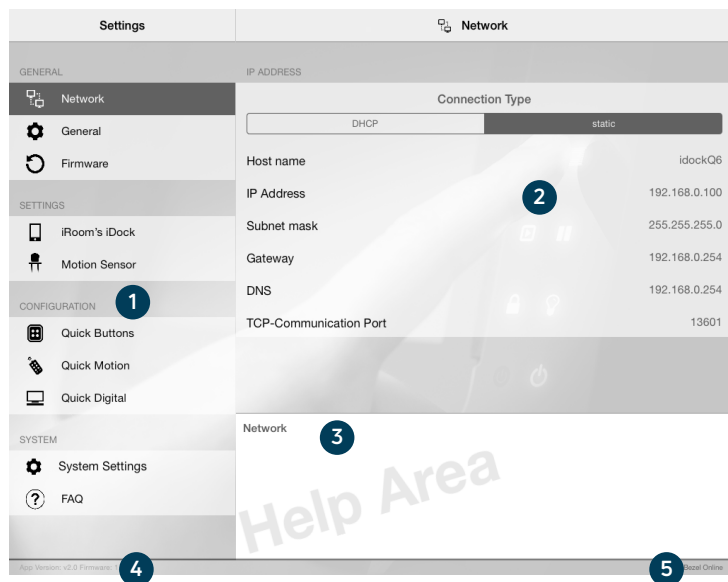 Settings
Network
GENERAL
Network
General
Firmware
SETTINGS
iRoom's iDock
Motion Sensor
CONFIGURATION
1
Quick Buttons
Quick Motion
Quick Digital
SYSTEM
System Settings
FAQ
IP ADDRESS
Connection Type
DHCP static
Host name idockQ6
IP Address 192.168.0.100
2
Subnet mask 255.255.255.0
Gateway 192.168.0.254
DNS 192.168.0.254
TCP-Communication Port 13601
Network
3
Help Area
App Version: v2.0 Firmware:
4
5
Bezel Online